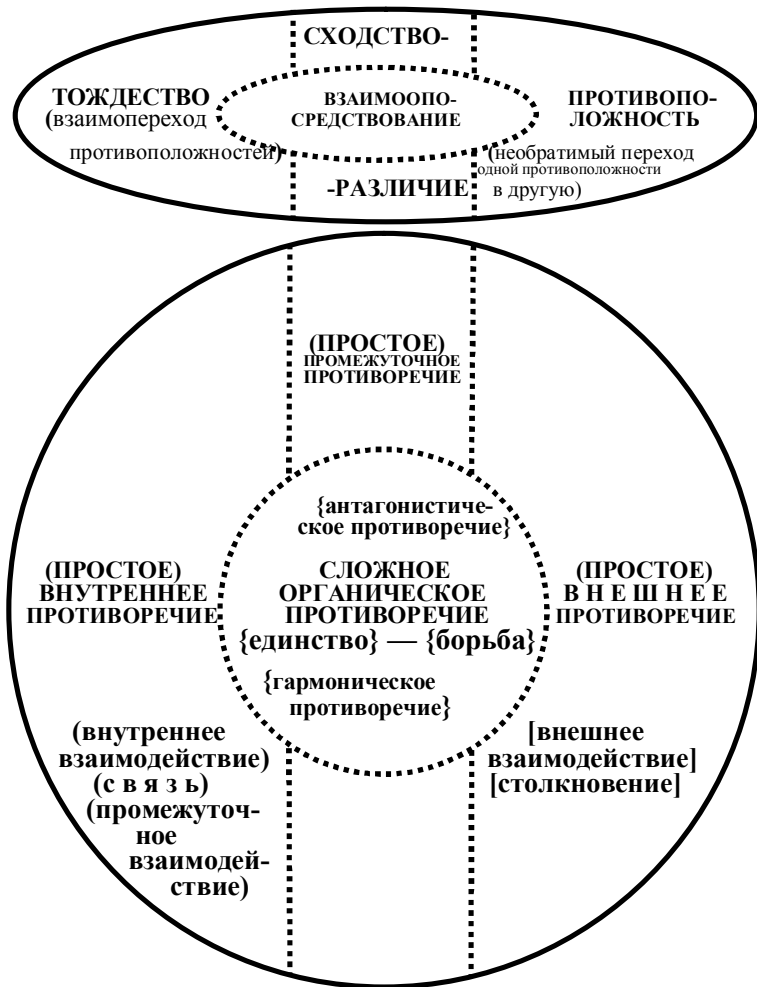 СХОДСТВО-
ТОЖДЕСТВО
(взаимопереход
противоположностей)
ВЗАИМООПО-
СРЕДСТВОВАНИЕ
ПРОТИВОПО-
ЛОЖНОСТЬ
(необратимый переход
одной противоположности
в другую)
-РАЗЛИЧИЕ
(ПРОСТОЕ)
ПРОМЕЖУТОЧНОЕ
ПРОТИВОРЕЧИЕ
{антагонистиче-
ское противоречие}
(ПРОСТОЕ)
ВНУТРЕННЕЕ
ПРОТИВОРЕЧИЕ
СЛОЖНОЕ
ОРГАНИЧЕСКОЕ
ПРОТИВОРЕЧИЕ
{единство} — {борьба}
(ПРОСТОЕ)
В Н Е Ш Н Е Е
ПРОТИВОРЕЧИЕ
{гармоническое
противоречие}
(внутреннее
взаимодействие)
(с в я з ь)
(промежуточ-
ное
взаимодей-
ствие)
[внешнее
взаимодействие]
[столкновение]